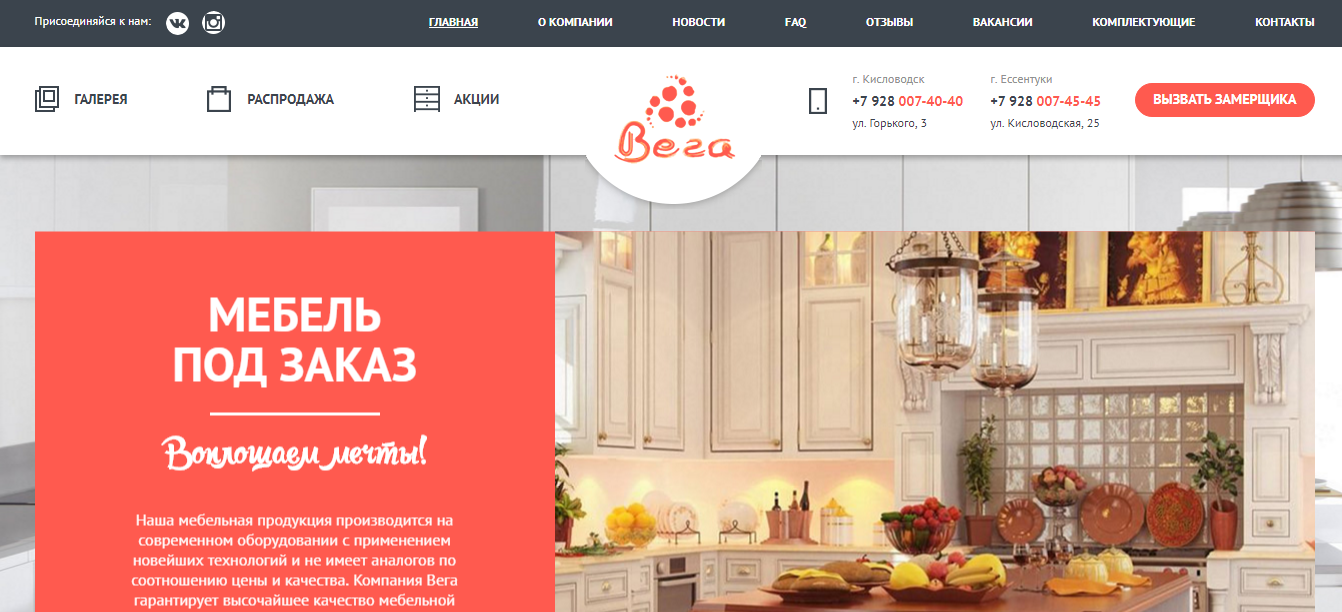 Присоединяйся к нам:
ГЛАВНАЯ
О КОМПАНИИ
НОВОСТИ
FAQ
ОТЗЫВЫ
ВАКАНСИИ
КОМПЛЕКТУЮЩИЕ
КОНТАКТЫ
ГАЛЕРЕЯ
РАСПРОДАЖА
АКЦИИ
Вега
г. Кисловодск
+7 928 007-40-40
ул. Горького, 3
г. Ессентуки
+7 928 007-45-45
ул. Кисловодская, 25
ВЫЗВАТЬ ЗАМЕРЩИКА
МЕБЕЛЬ
ПОД ЗАКАЗ
Воплощаем мечты!
Наша мебельная продукция производится на
современном оборудовании с применением
новейших технологий и не имеет аналогов по
соотношению цены и качества. Компания Вега
гарантирует высочайшее качество мебельной